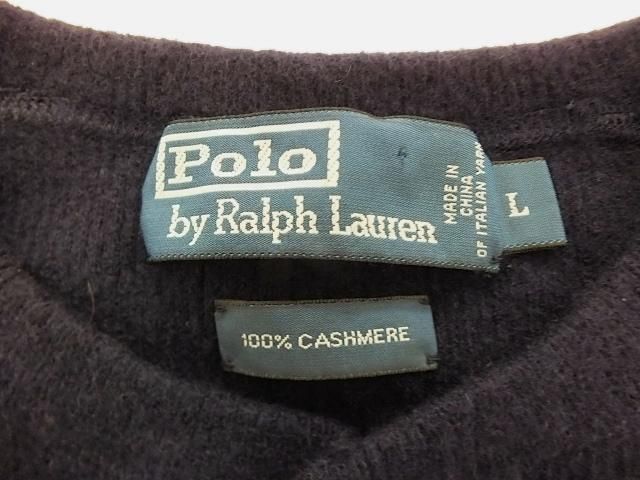 Polo
by Ralph Lauren
MADE IN
CHINA
OF ITALIAN YARN
L
100% CASHMERE